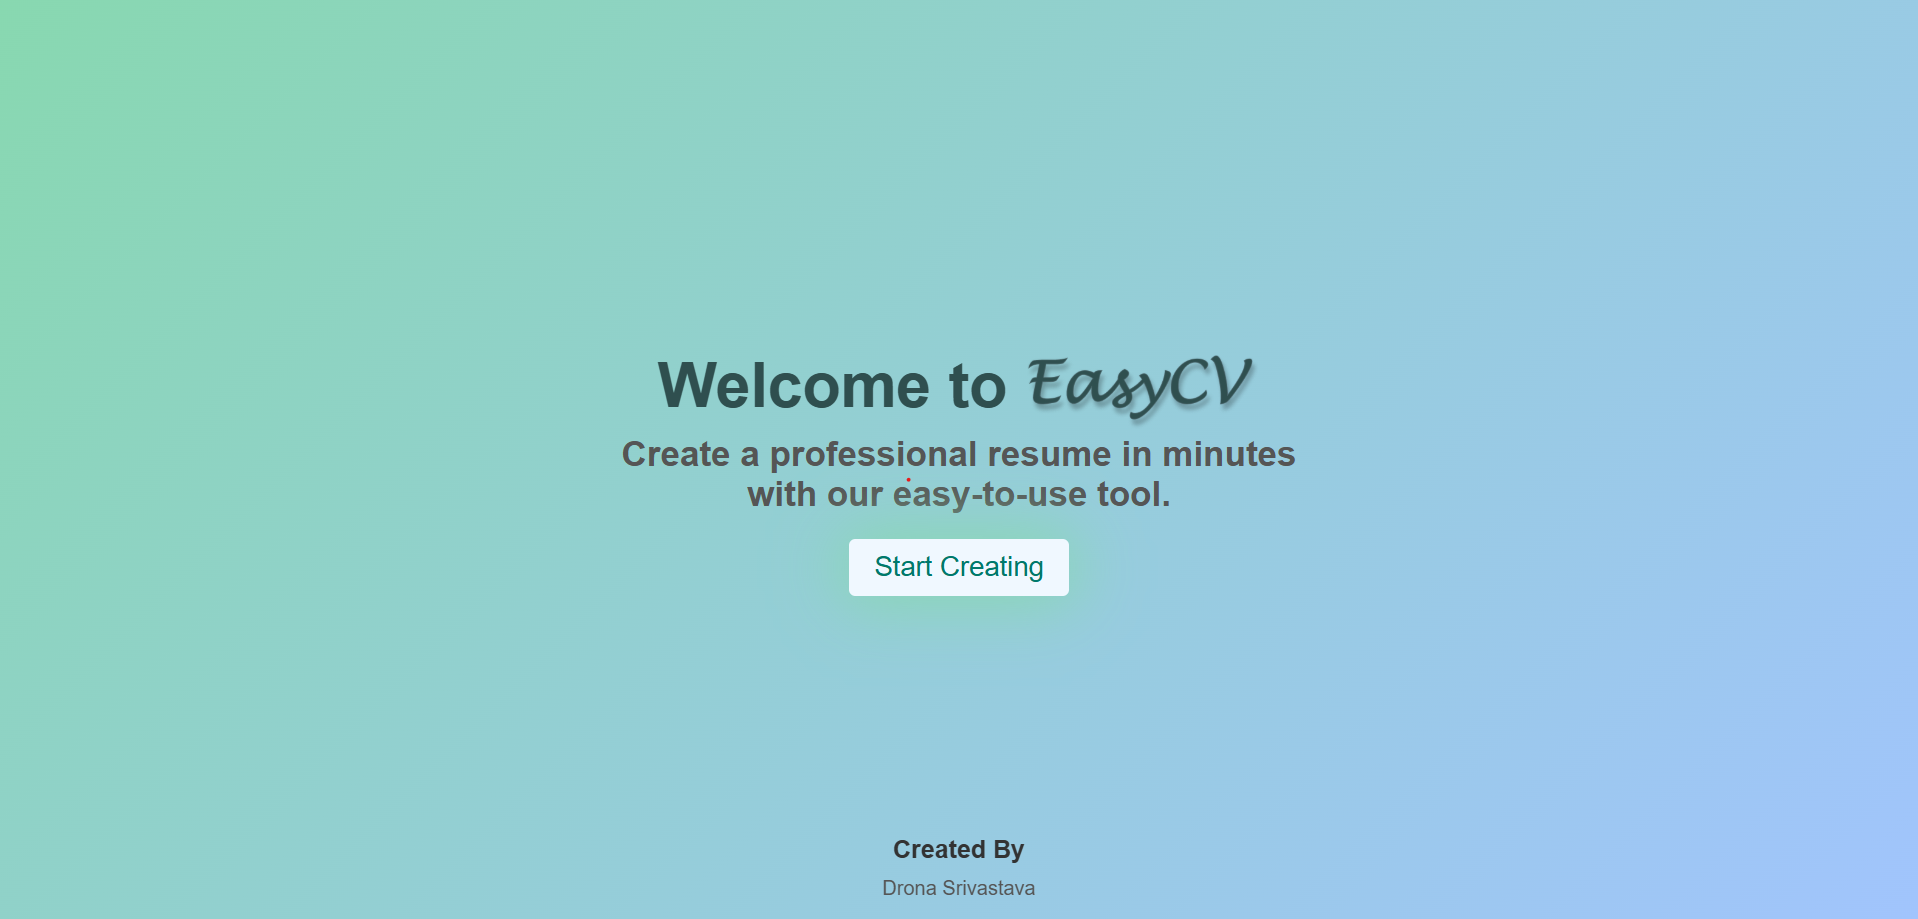 Welcome to EasyCV
Create a professional resume in minutes
with our easy-to-use tool.
Start Creating
Created By
Drona Srivastava